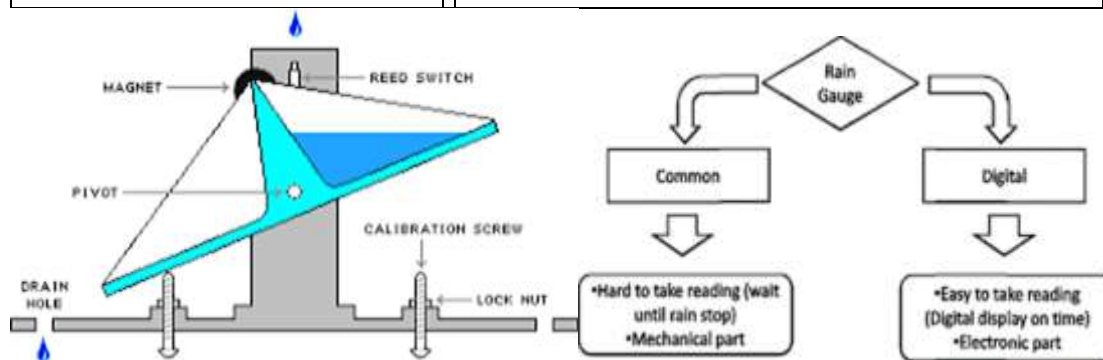 MAGNET
REED SWITCH
PIVOT
CALIBRATION SCREW
DRAIN
HOLE
LOCK NUT
Rain
Gauge
Common
Digital
•Hard to take reading (wait
until rain stop)
•Mechanical part
•Easy to take reading
(Digital display on time)
•Electronic part